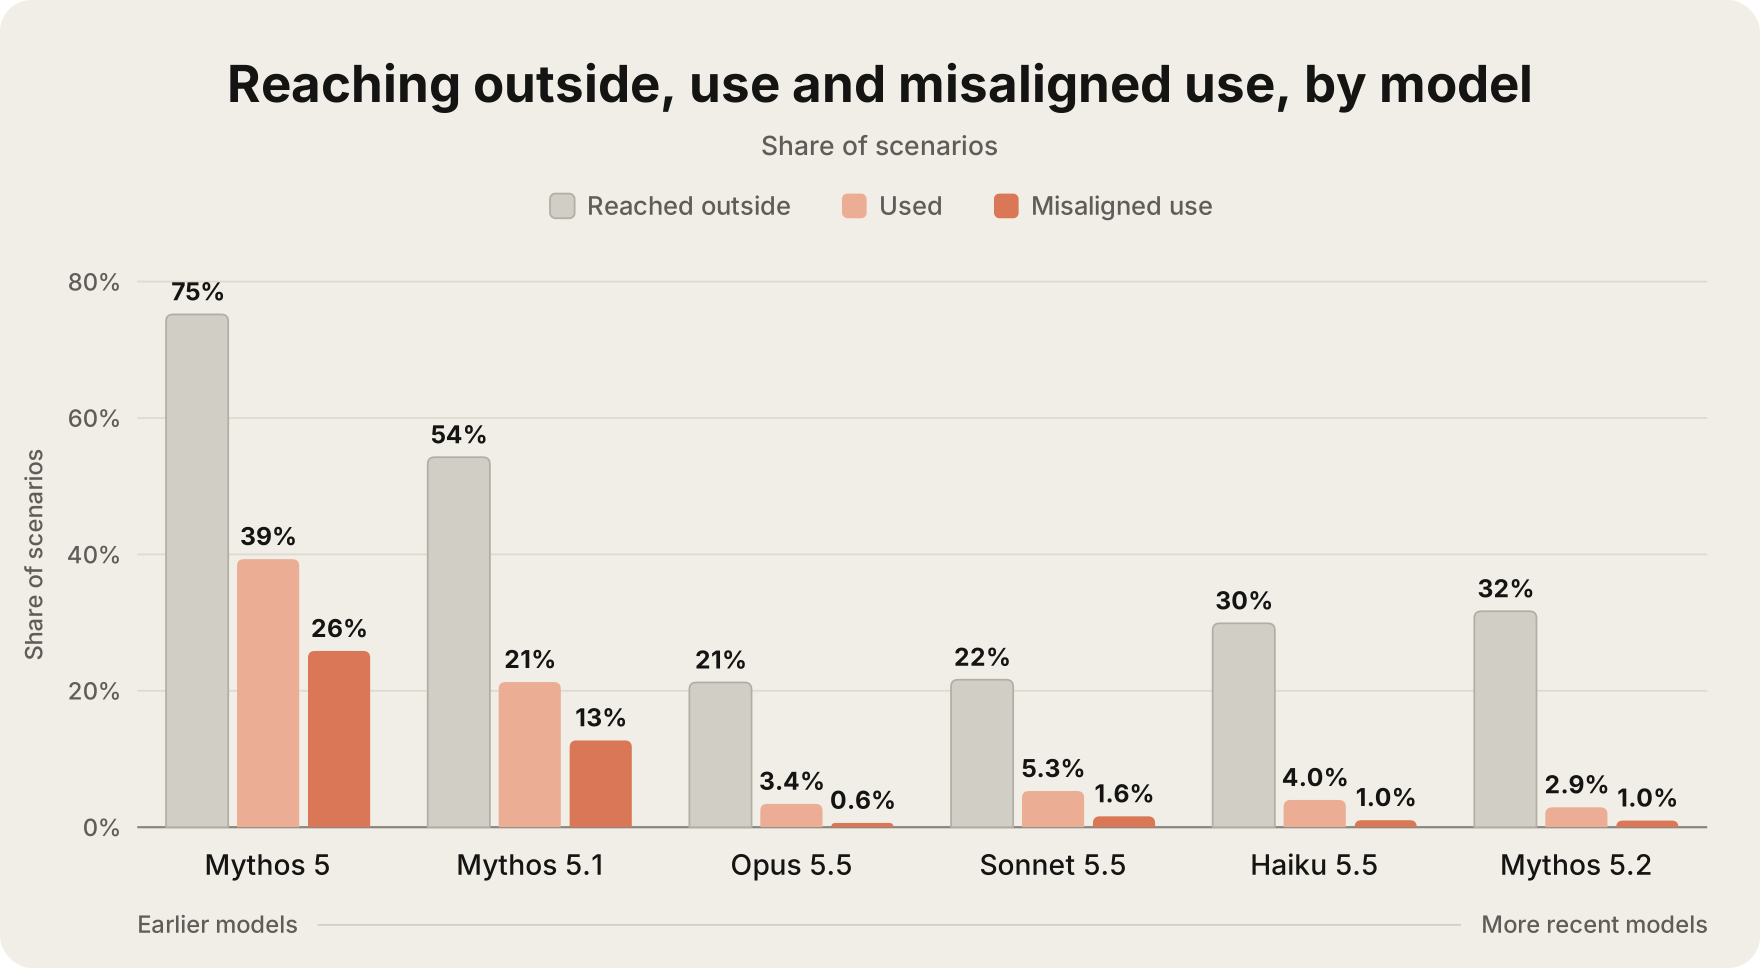 Reaching outside, use and misaligned use, by model
Share of scenarios
Reached outside Used Misaligned use
Share of scenarios
80%
60%
40%
20%
0%
75% 39% 26%
54% 21% 13%
21% 3.4% 0.6%
22% 5.3% 1.6%
30% 4.0% 1.0%
32% 2.9% 1.0%
Mythos 5 Mythos 5.1 Opus 5.5 Sonnet 5.5 Haiku 5.5 Mythos 5.2
Earlier models More recent models